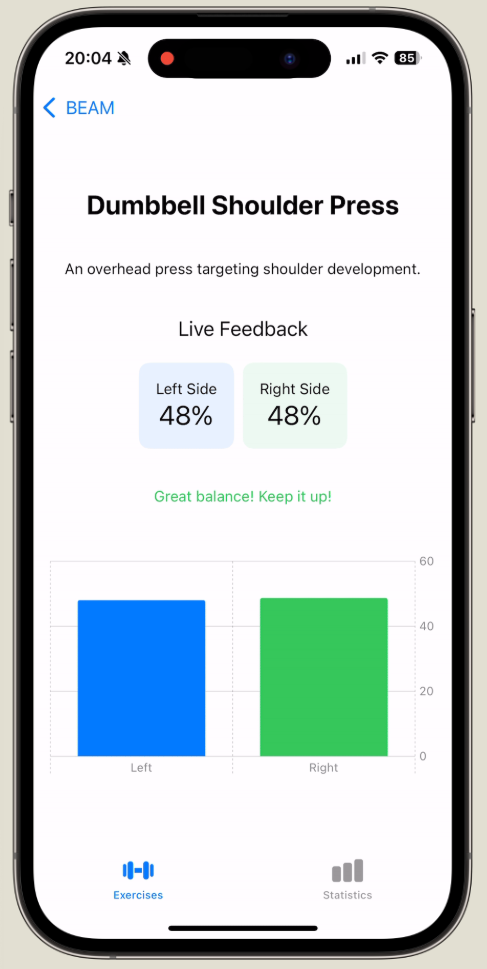 20:04
85
BEAM
Dumbbell Shoulder Press
An overhead press targeting shoulder development.
Live Feedback
Left Side
Right Side
48%
48%
Great balance! Keep it up!
60
40
20
0
Left
Right
Exercises
Statistics